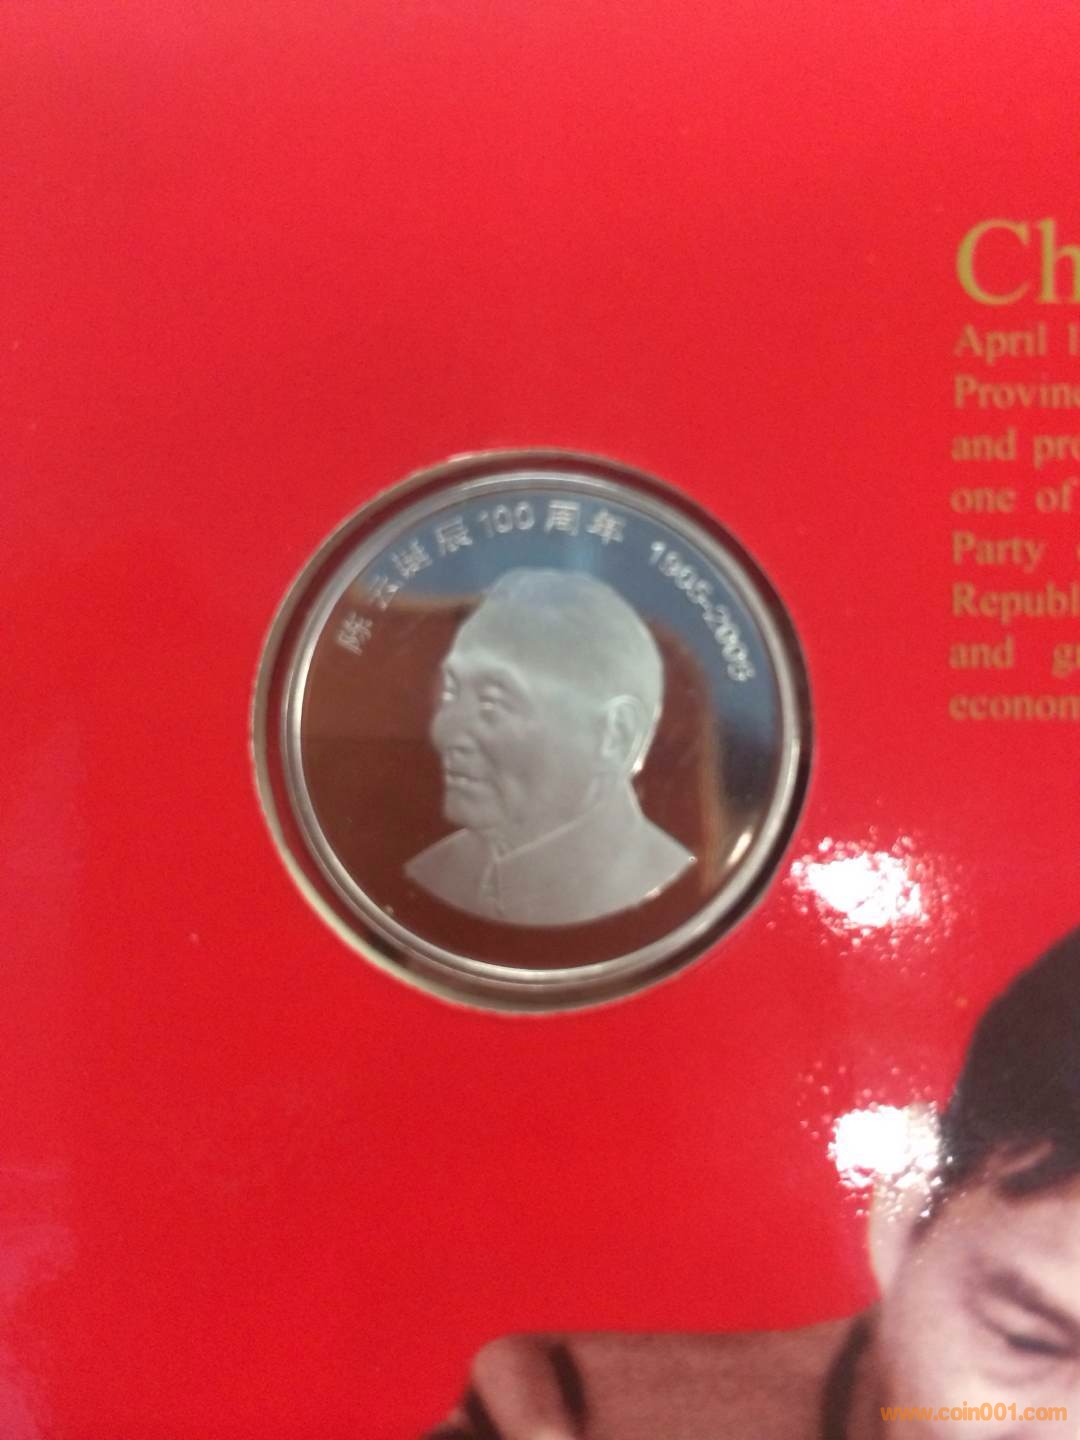 陈云诞辰100周年 1905-2005
Ch
April 1
Provinc
and pro
one of
Party
Republ
and gr
econom
www.coin001.com